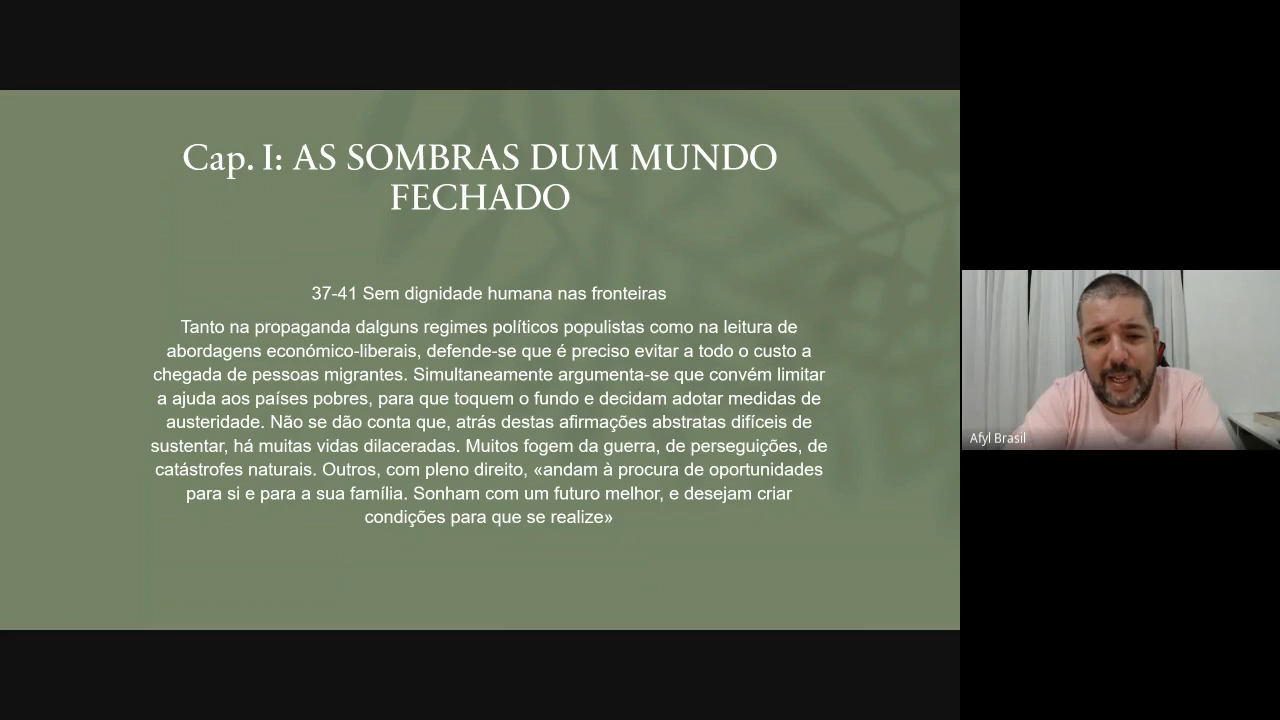 Cap. I: AS SOMBRAS DUM MUNDO
FECHADO
37-41 Sem dignidade humana nas fronteiras
Tanto na propaganda dalguns regimes políticos populistas como na leitura de
abordagens económico-liberais, defende-se que é preciso evitar a todo o custo a
chegada de pessoas migrantes. Simultaneamente argumenta-se que convém limitar
a ajuda aos países pobres, para que toquem o fundo e decidam adotar medidas de
austeridade. Não se dão conta que, atrás destas afirmações abstratas difíceis de
sustentar, há muitas vidas dilaceradas. Muitos fogem da guerra, de perseguições, de
catástrofes naturais. Outros, com pleno direito, «andam à procura de oportunidades
para si e para a sua família. Sonham com um futuro melhor, e desejam criar
condições para que se realize»
Afyl Brasil